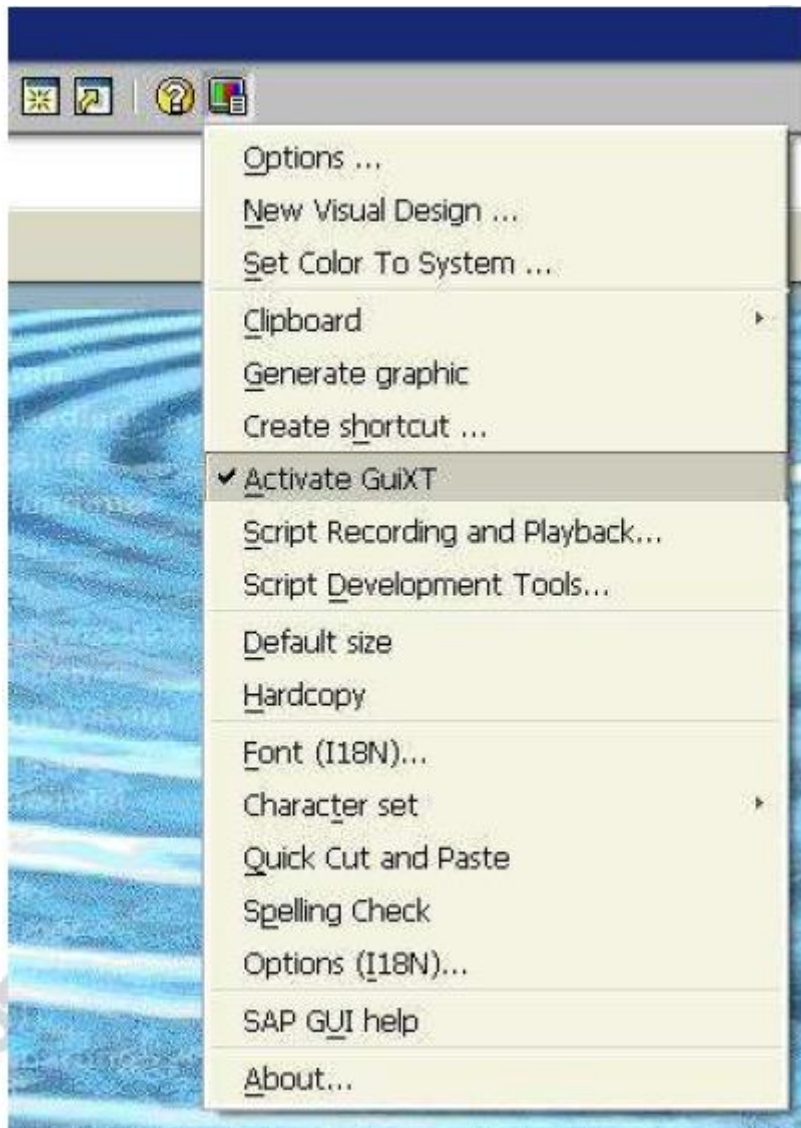 Options ...
New Visual Design ...
Set Color To System ...
Clipboard
Generate graphic
Create shortcut ...
Activate GuiXT
Script Recording and Playback...
Script Development Tools...
Default size
Hardcopy
Font (I18N)...
Character set
Quick Cut and Paste
Spelling Check
Options (I18N)...
SAP GUI help
About...